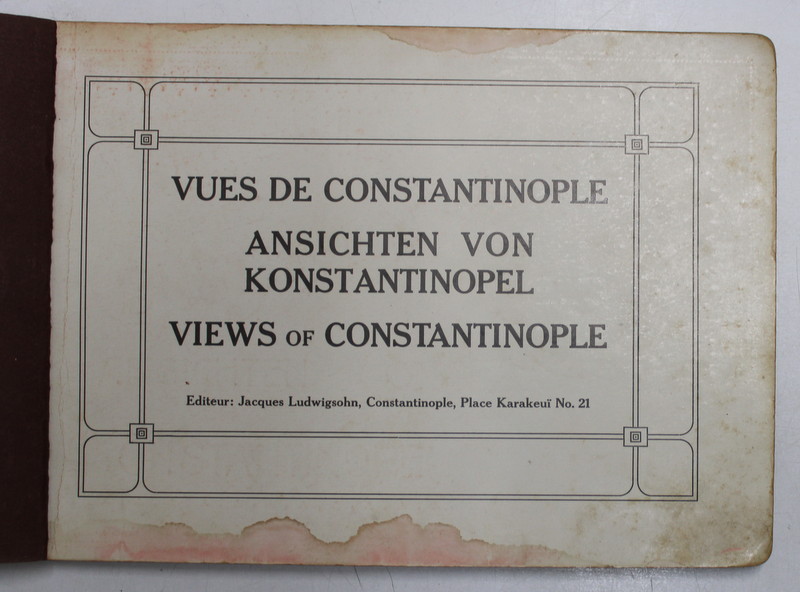 VUES DE CONSTANTINOPLE
ANSICHTEN VON
KONSTANTINOPEL
VIEWS OF CONSTANTINOPLE
Editeur: Jacques Ludwigsohn, Constantinople, Place Karakeuï No. 21